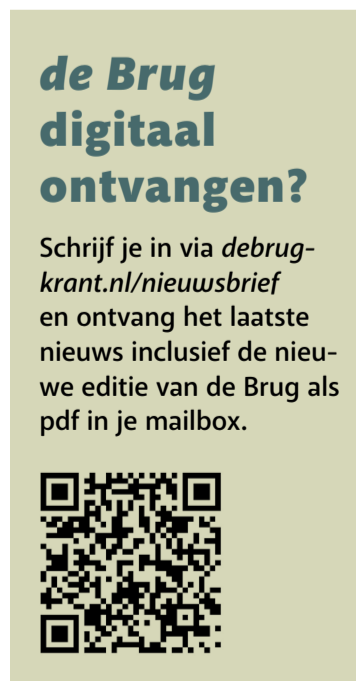 de Brug
digitaal
ontvangen?
Schrijf je in via debrug-
krant.nl/nieuwsbrief
en ontvang het laatste
nieuws inclusief de nieu-
we editie van de Brug als
pdf in je mailbox.